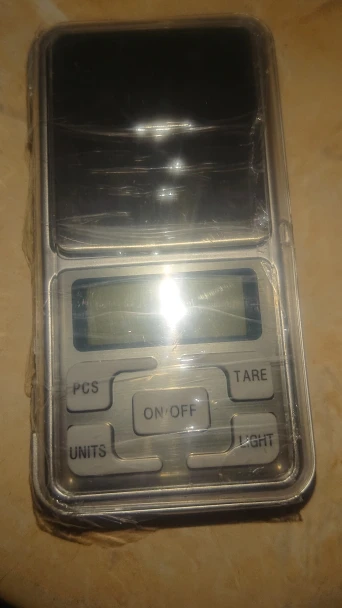 PCS
TARE
ON/OFF
UNITS
LIGHT